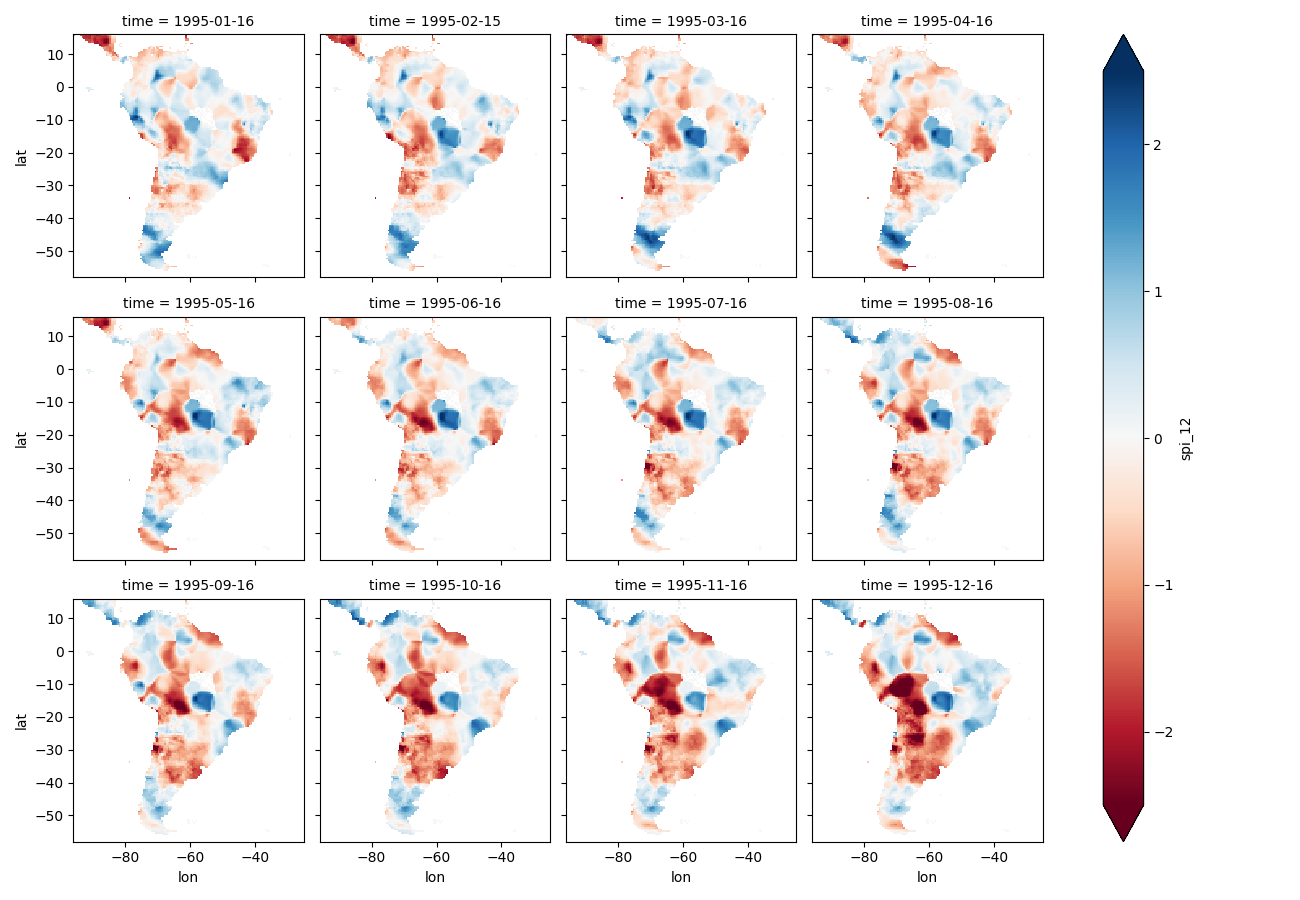 time = 1995-01-16
time = 1995-02-15
time = 1995-03-16
time = 1995-04-16
lat
10
0
−10
−20
−30
−40
−50
time = 1995-05-16
time = 1995-06-16
time = 1995-07-16
time = 1995-08-16
lat
10
0
−10
−20
−30
−40
−50
time = 1995-09-16
time = 1995-10-16
time = 1995-11-16
time = 1995-12-16
lat
10
0
−10
−20
−30
−40
−50
−80 −60 −40
−80 −60 −40
−80 −60 −40
−80 −60 −40
lon
lon
lon
lon
2
1
0
−1
−2
spi_12